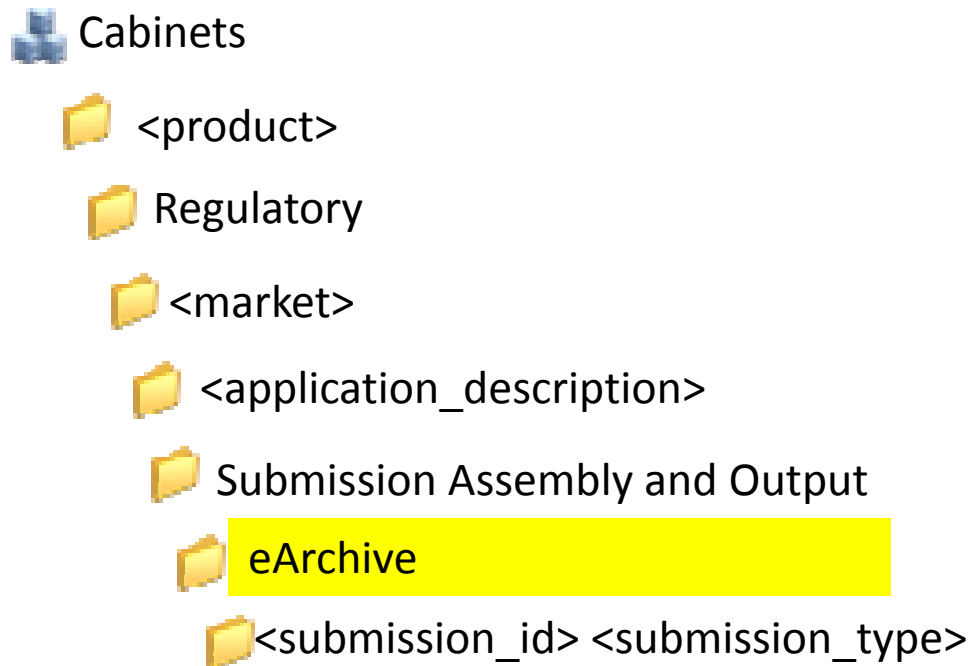 Cabinets
<product>
Regulatory
<market>
<application_description>
Submission Assembly and Output
eArchive
<submission_id> <submission_type>